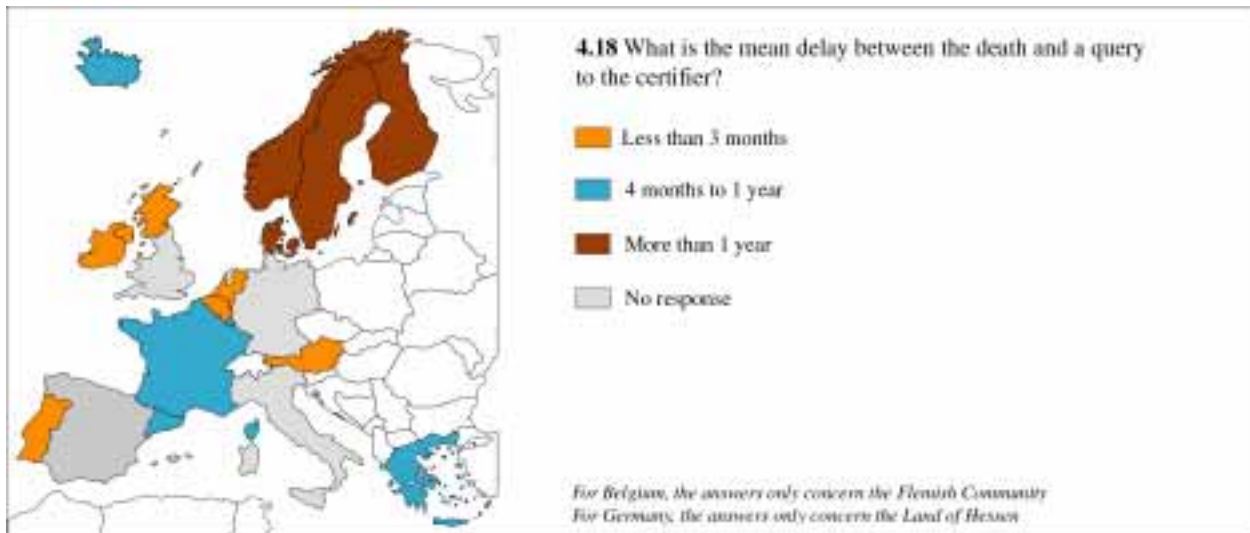 4.18 What is the mean delay between the death and a query
to the certifier?
Less than 3 months
4 months to 1 year
More than 1 year
No response
For Belgium, the answers only concern the Flemish Community
For Germany, the answers only concern the Land of Hessen